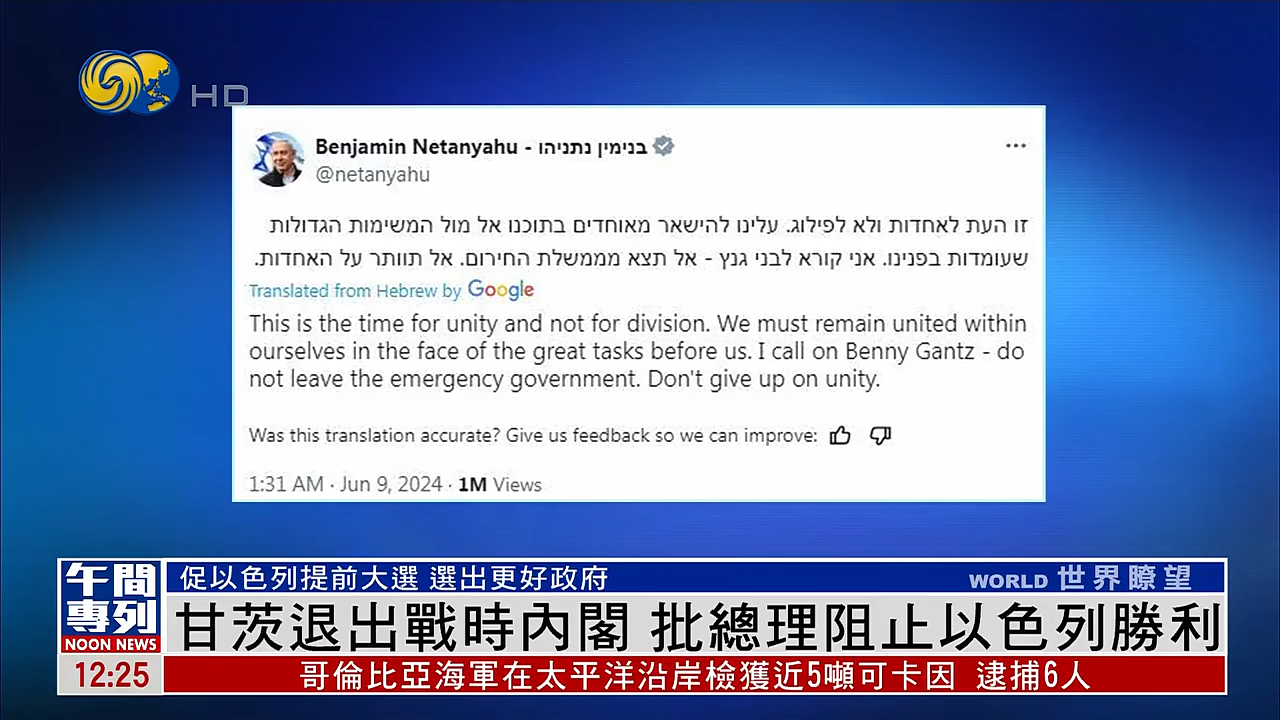 HD
Benjamin Netanyahu - בנימין נתניהו
@netanyahu
זו העת לאחדות ולא לפילוג. עלינו להישאר מאוחדים בתוכנו אל מול המשימות הגדולות
שעומדות בפנינו. אני קורא לבני גנץ - אל תצא מממשלת החירום. אל תוותר על האחדות.
Translated from Hebrew by Google
This is the time for unity and not for division. We must remain united within
ourselves in the face of the great tasks before us. I call on Benny Gantz - do
not leave the emergency government. Don't give up on unity.
Was this translation accurate? Give us feedback so we can improve:
1:31 AM · Jun 9, 2024 · 1M Views
午間
專列
NOON NEWS
12:25
促以色列提前大選 選出更好政府
WORLD 世界瞭望
甘茨退出戰時內閣 批總理阻止以色列勝利
哥倫比亞海軍在太平洋沿岸檢獲近5噸可卡因 逮捕6人